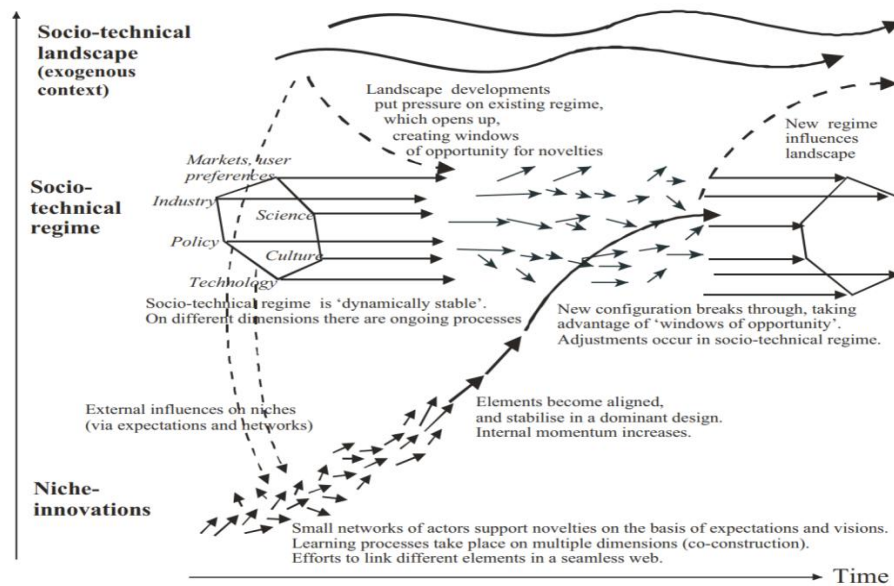 Socio-technical
landscape
(exogenous
context)
Landscape developments
put pressure on existing regime,
which opens up,
creating windows
of opportunity for novelties
New regime
influences
landscape
Markets, user
preferences
Industry
Science
Socio-
technical
regime
Policy
Culture
Technology
Socio-technical regime is ‘dynamically stable’.
On different dimensions there are ongoing processes
New configuration breaks through, taking
advantage of ‘windows of opportunity’.
Adjustments occur in socio-technical regime.
External influences on niches
(via expectations and networks)
Elements become aligned,
and stabilise in a dominant design.
Internal momentum increases.
Niche-
innovations
Small networks of actors support novelties on the basis of expectations and visions.
Learning processes take place on multiple dimensions (co-construction).
Efforts to link different elements in a seamless web.
Time